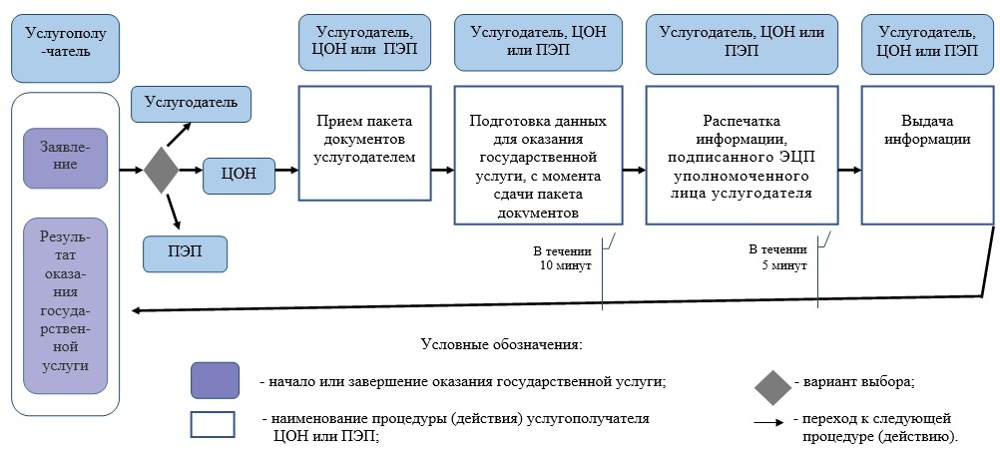 Услугополу
-чатель
Услугодатель,
ЦОН или ПЭП
Услугодатель, ЦОН
или ПЭП
Услугодатель, ЦОН или
ПЭП
Услугодатель,
ЦОН или ПЭП
Заявле-
ние
Услугодатель
ЦОН
ПЭП
Прием пакета
документов
услугодателем
Подготовка данных
для оказания
государственной
услуги, с момента
сдачи пакета
документов
Распечатка
информации,
подписанного ЭЦП
уполномоченного
лица услугодателя
Выдача
информации
Резуль-
тат
оказа-
ния
госуда-
рствен-
ной
услуги
В течении
10 минут
В течении
5 минут
Условные обозначения:
- начало или завершение оказания государственной услуги;
- вариант выбора;
- наименование процедуры (действия) услугополучателя
ЦОН или ПЭП;
- переход к следующей
процедуре (действию).